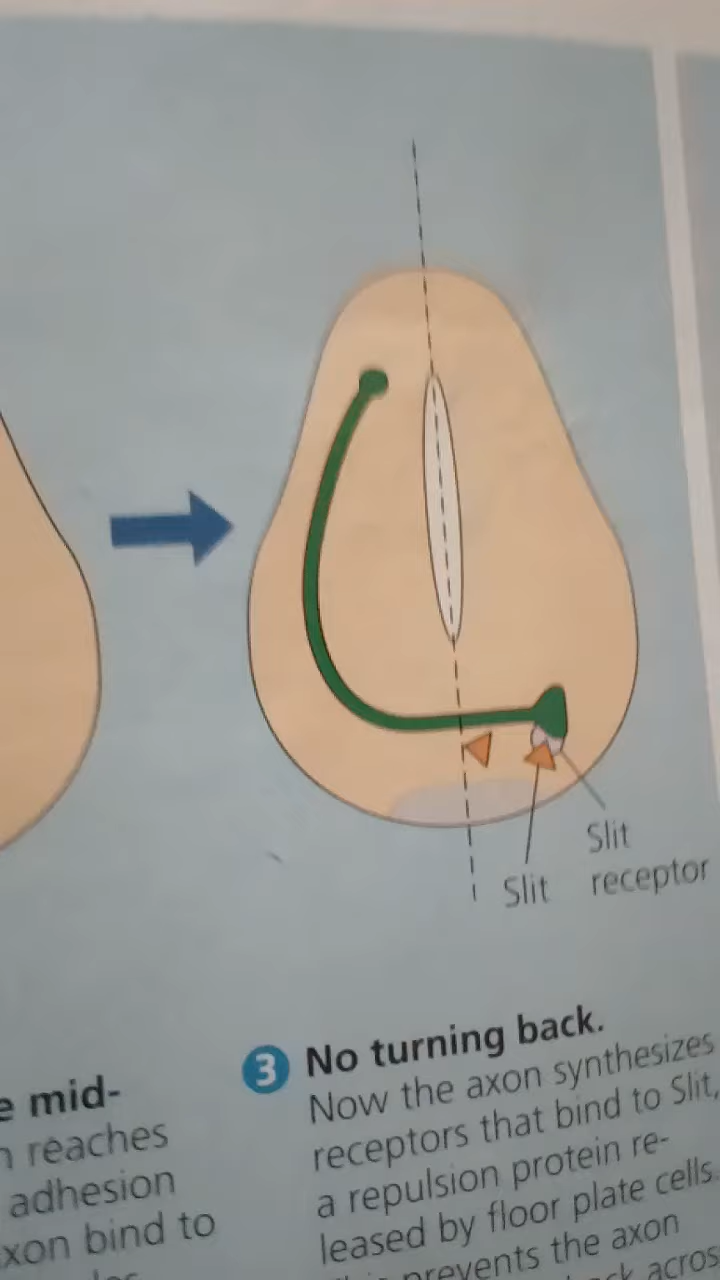 Slit
receptor
Slit
e mid-
n reaches
adhesion
xon bind to
3 No turning back.
Now the axon synthesizes
receptors that bind to Slit,
a repulsion protein re-
leased by floor plate cells.
prevents the axon
acros